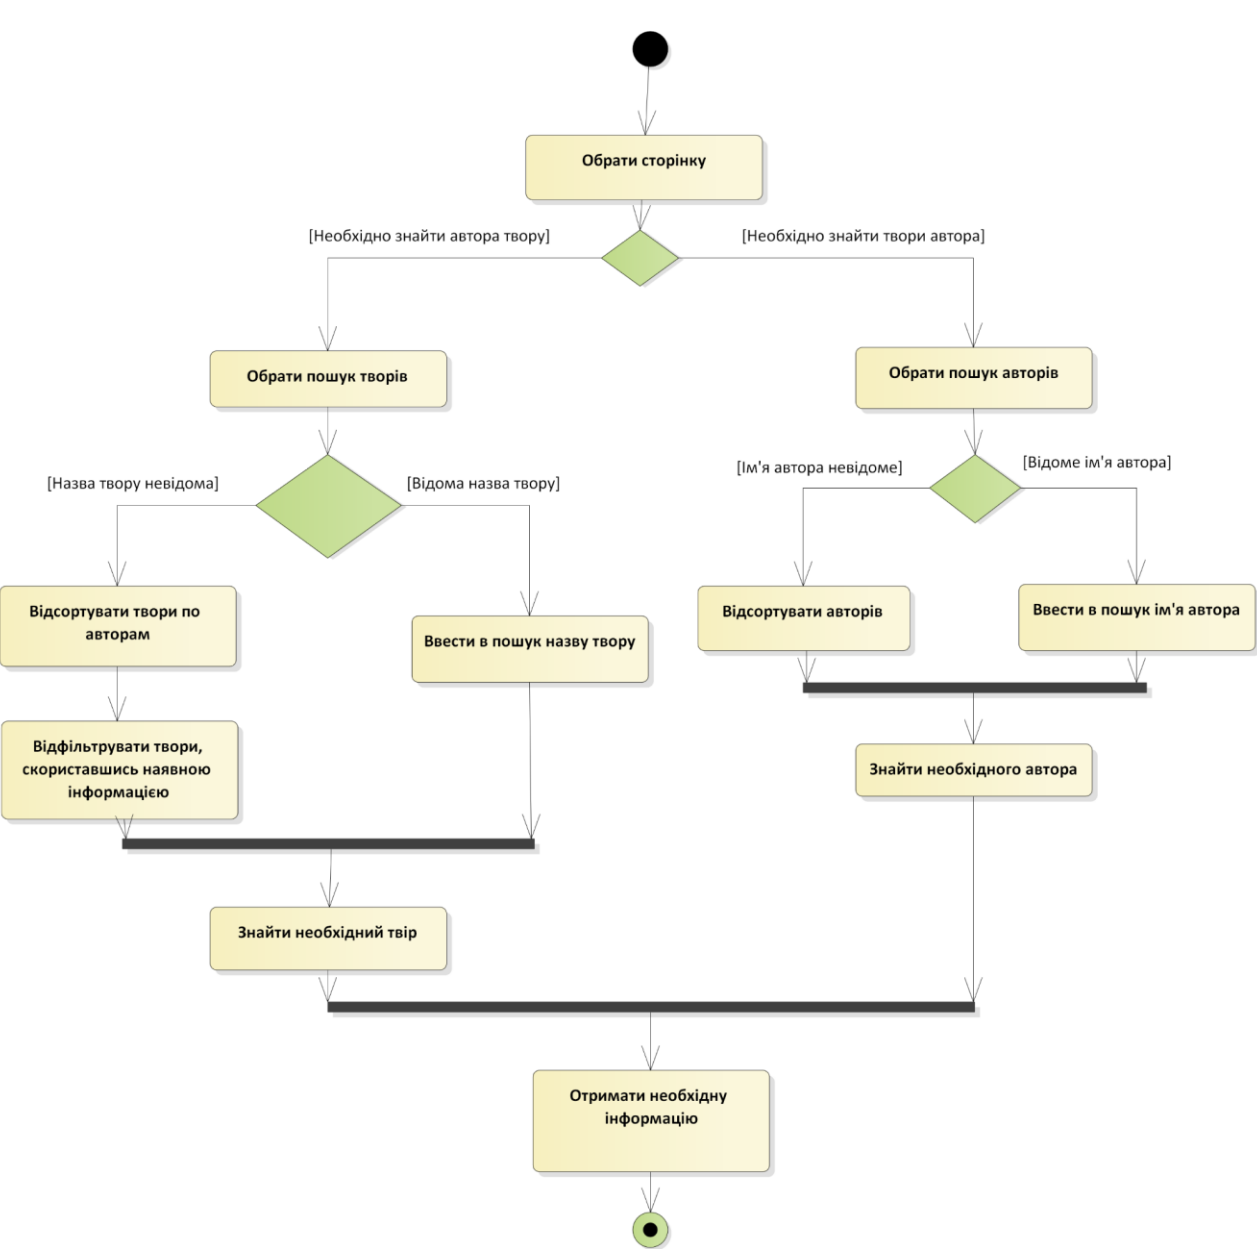 Обрати сторінку
[Необхідно знайти автора твору]
[Необхідно знайти твори автора]
Обрати пошук творів
Обрати пошук авторів
[Назва твору невідома]
[Відома назва твору]
[Ім'я автора невідоме]
[Відоме ім'я автора]
Відсортувати твори по
авторам
Ввести в пошук назву твору
Відсортувати авторів
Ввести в пошук ім'я автора
Відфільтрувати твори,
скориставшись наявною
інформацією
Знайти необхідного автора
Знайти необхідний твір
Отримати необхідну
інформацію